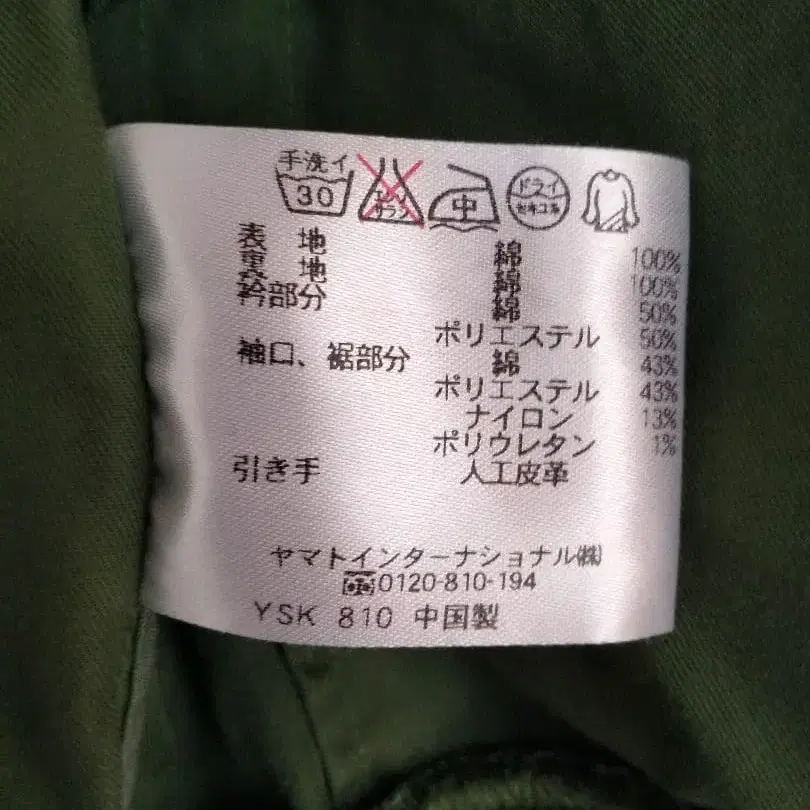 手洗イ
30
エンソ
サラシ
中
ドライ
セキユ系
表 地 綿 100%
裏 地 綿 100%
衿部分 綿 50%
ポリエステル 50%
袖口、裾部分 綿 43%
ポリエステル 43%
ナイロン 13%
ポリウレタン 1%
引き手 人工皮革
ヤマトインターナショナル㈱
0120-810-194
YSK 810 中国製